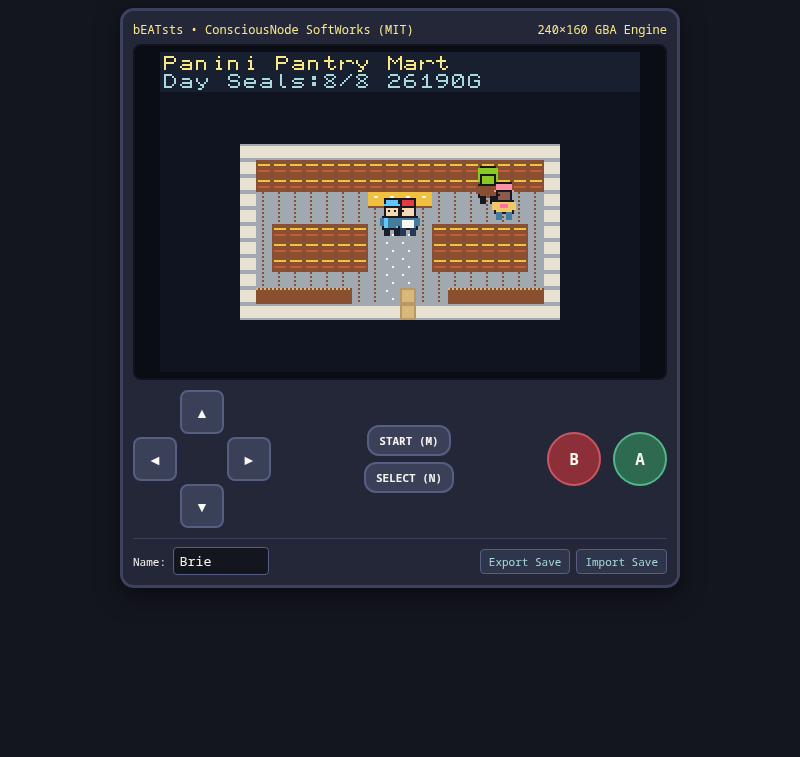 bEATsts • ConsciousNode SoftWorks (MIT)
240×160 GBA Engine
Panini Pantry Mart
Day Seals:8/8 26190G
▲
◄
►
▼
START (M)
SELECT (N)
B
A
Name:
Brie
Export Save
Import Save